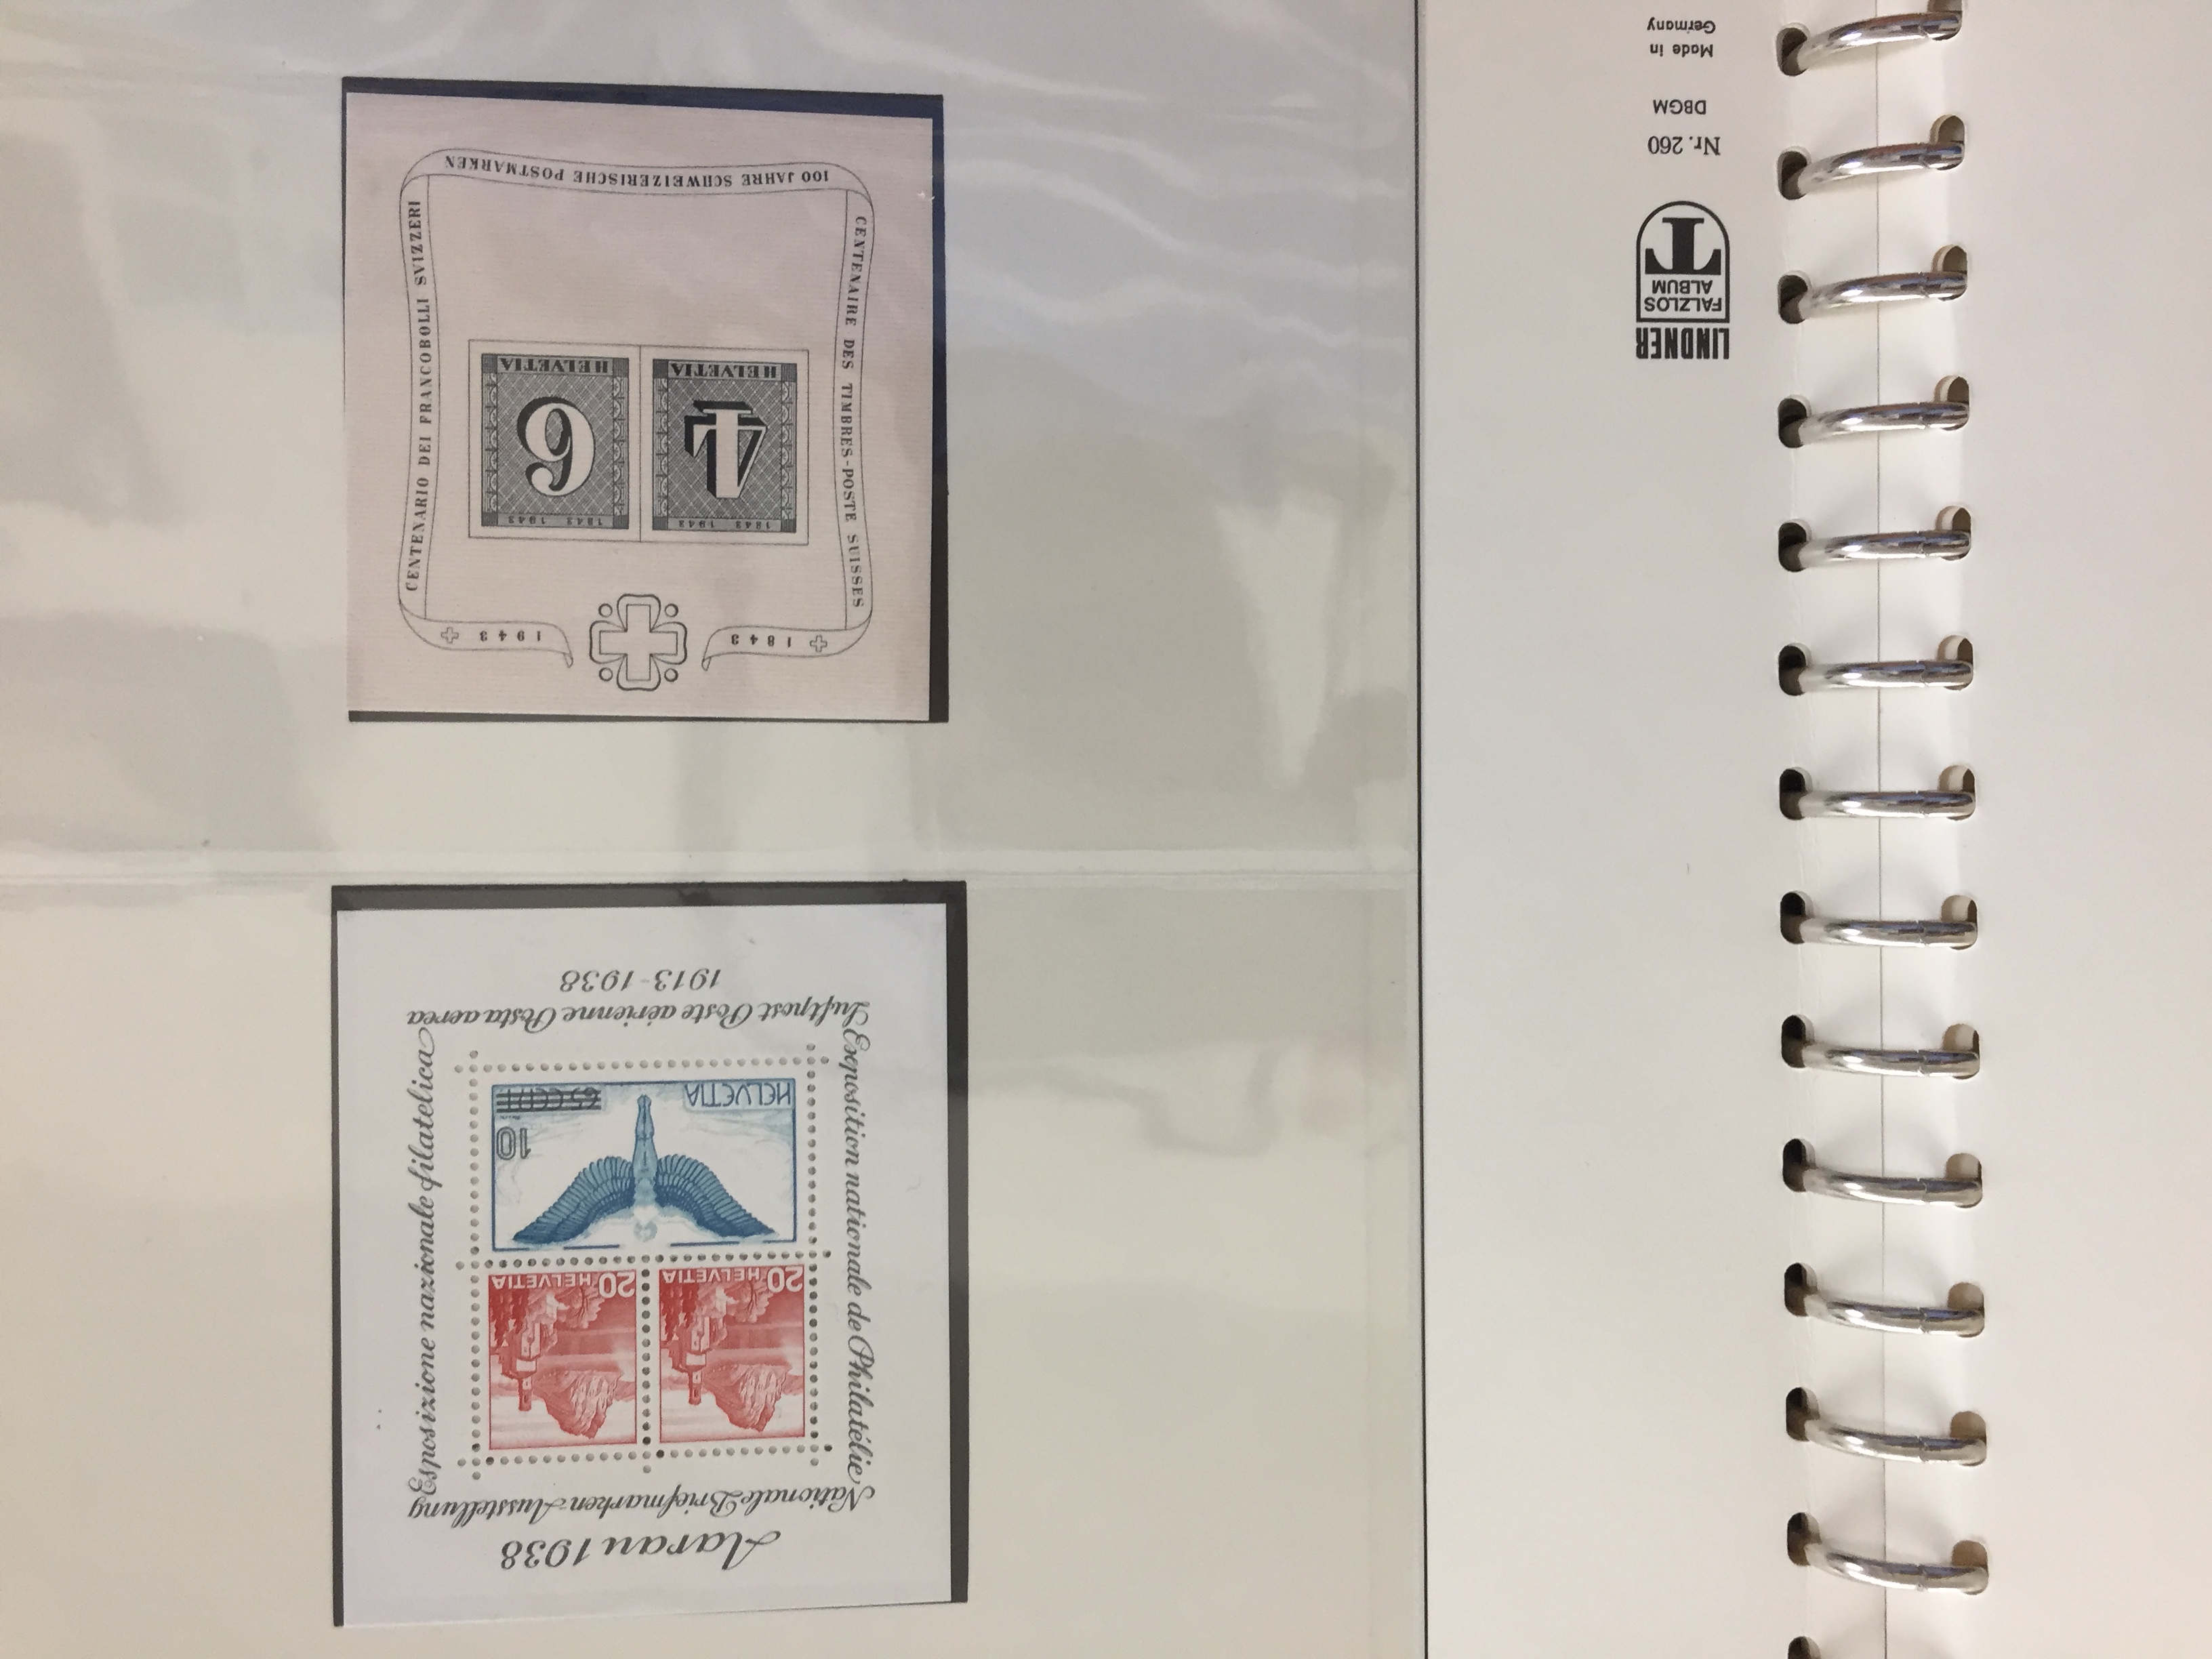 Aarau 1938
Nationale Briefmarken-Ausstellung
Exposition nationale de Philatélie
Esposizione nazionale filatelica
20 HELVETIA
20 HELVETIA
10
HELVETIA
Luftpost Poste aérienne Posta aerea
1913-1938
1843
1943
CENTENAIRE DES TIMBRES-POSTE SUISSES
CENTENARIO DEI FRANCOBOLLI SVIZZERI
1843 1943
4
HELVETIA
1843 1943
6
HELVETIA
100 JAHRE SCHWEIZERISCHE POSTMARKEN
LINDNER
FALZLOS
ALBUM
T
Nr. 260
DBGM
Made in
Germany